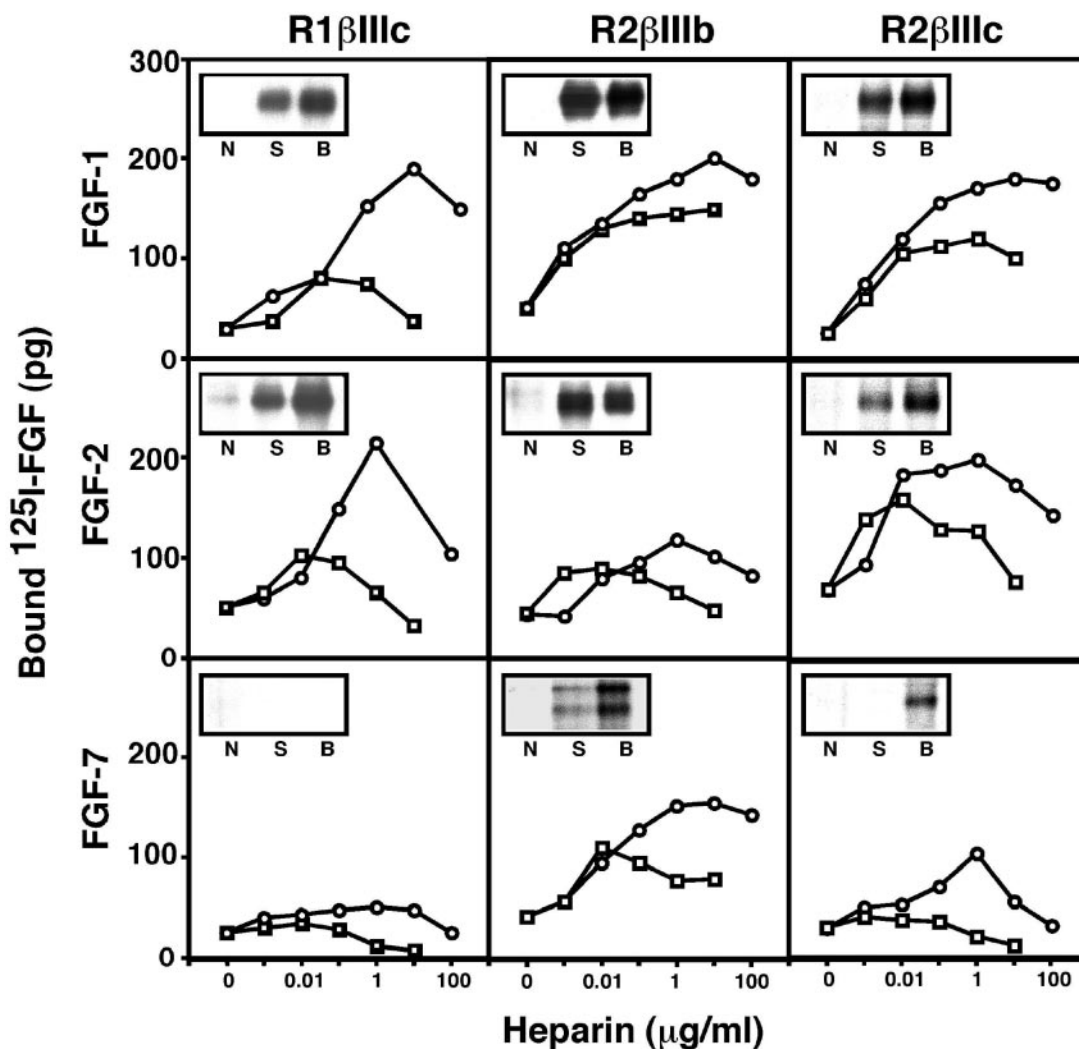 R1βIIIc R2βIIIb R2βIIIc
Bound ¹²⁵I-FGF (pg)
FGF-1
300
200
100
0
N S B
N S B
N S B
FGF-2
200
100
0
N S B
N S B
N S B
FGF-7
200
100
0
N S B
N S B
N S B
0 0.01 1 100
0 0.01 1 100
0 0.01 1 100
Heparin (μg/ml)